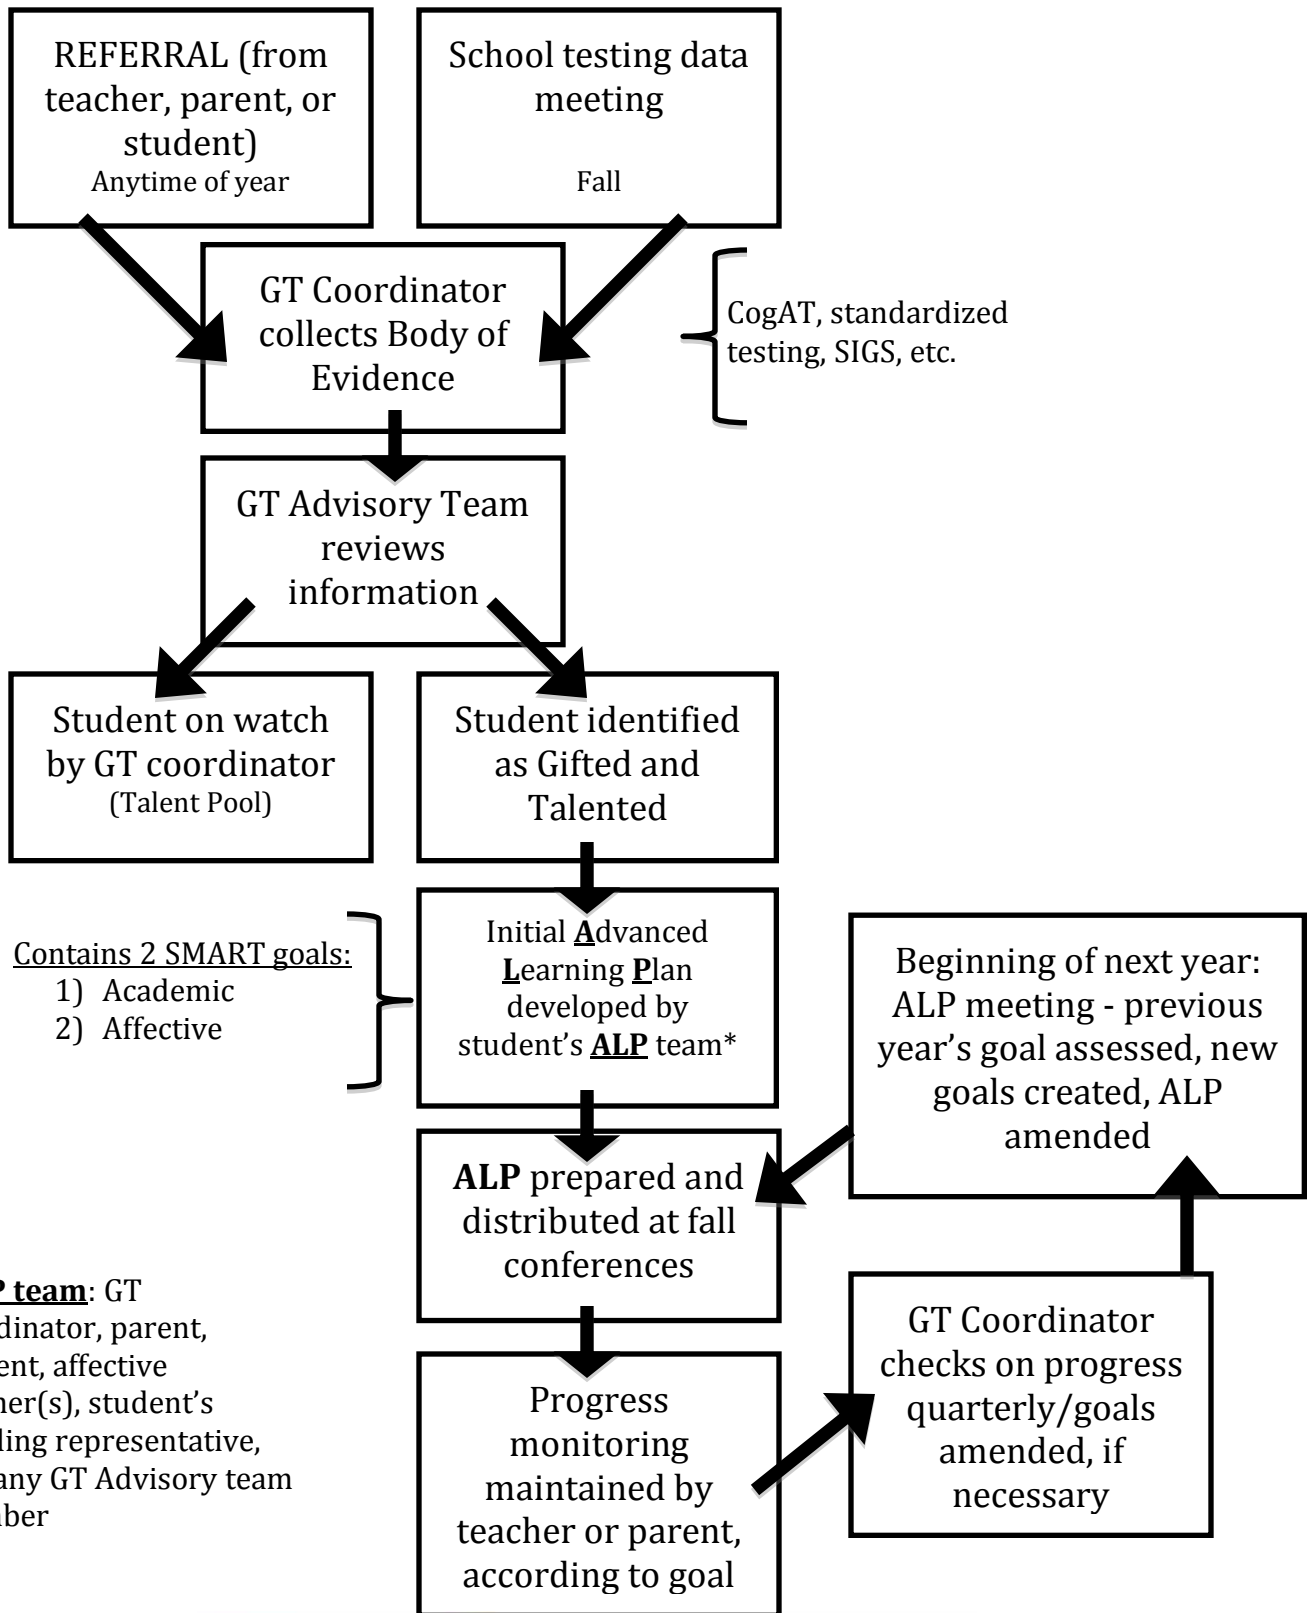 REFERRAL (from
teacher, parent, or
student)
Anytime of year
School testing data
meeting
Fall
GT Coordinator
collects Body of
Evidence
CogAT, standardized
testing, SIGS, etc.
GT Advisory Team
reviews
information
Student on watch
by GT coordinator
(Talent Pool)
Student identified
as Gifted and
Talented
Contains 2 SMART goals:
1) Academic
2) Affective
Initial Advanced
Learning Plan
developed by
student's ALP team*
Beginning of next year:
ALP meeting - previous
year's goal assessed, new
goals created, ALP
amended
ALP prepared and
distributed at fall
conferences
team: GT
parent,
affective
student's
representative,
any GT Advisory team
GT Coordinator
checks on progress
quarterly/goals
amended, if
necessary
Progress
monitoring
maintained by
teacher or parent,
according to goal